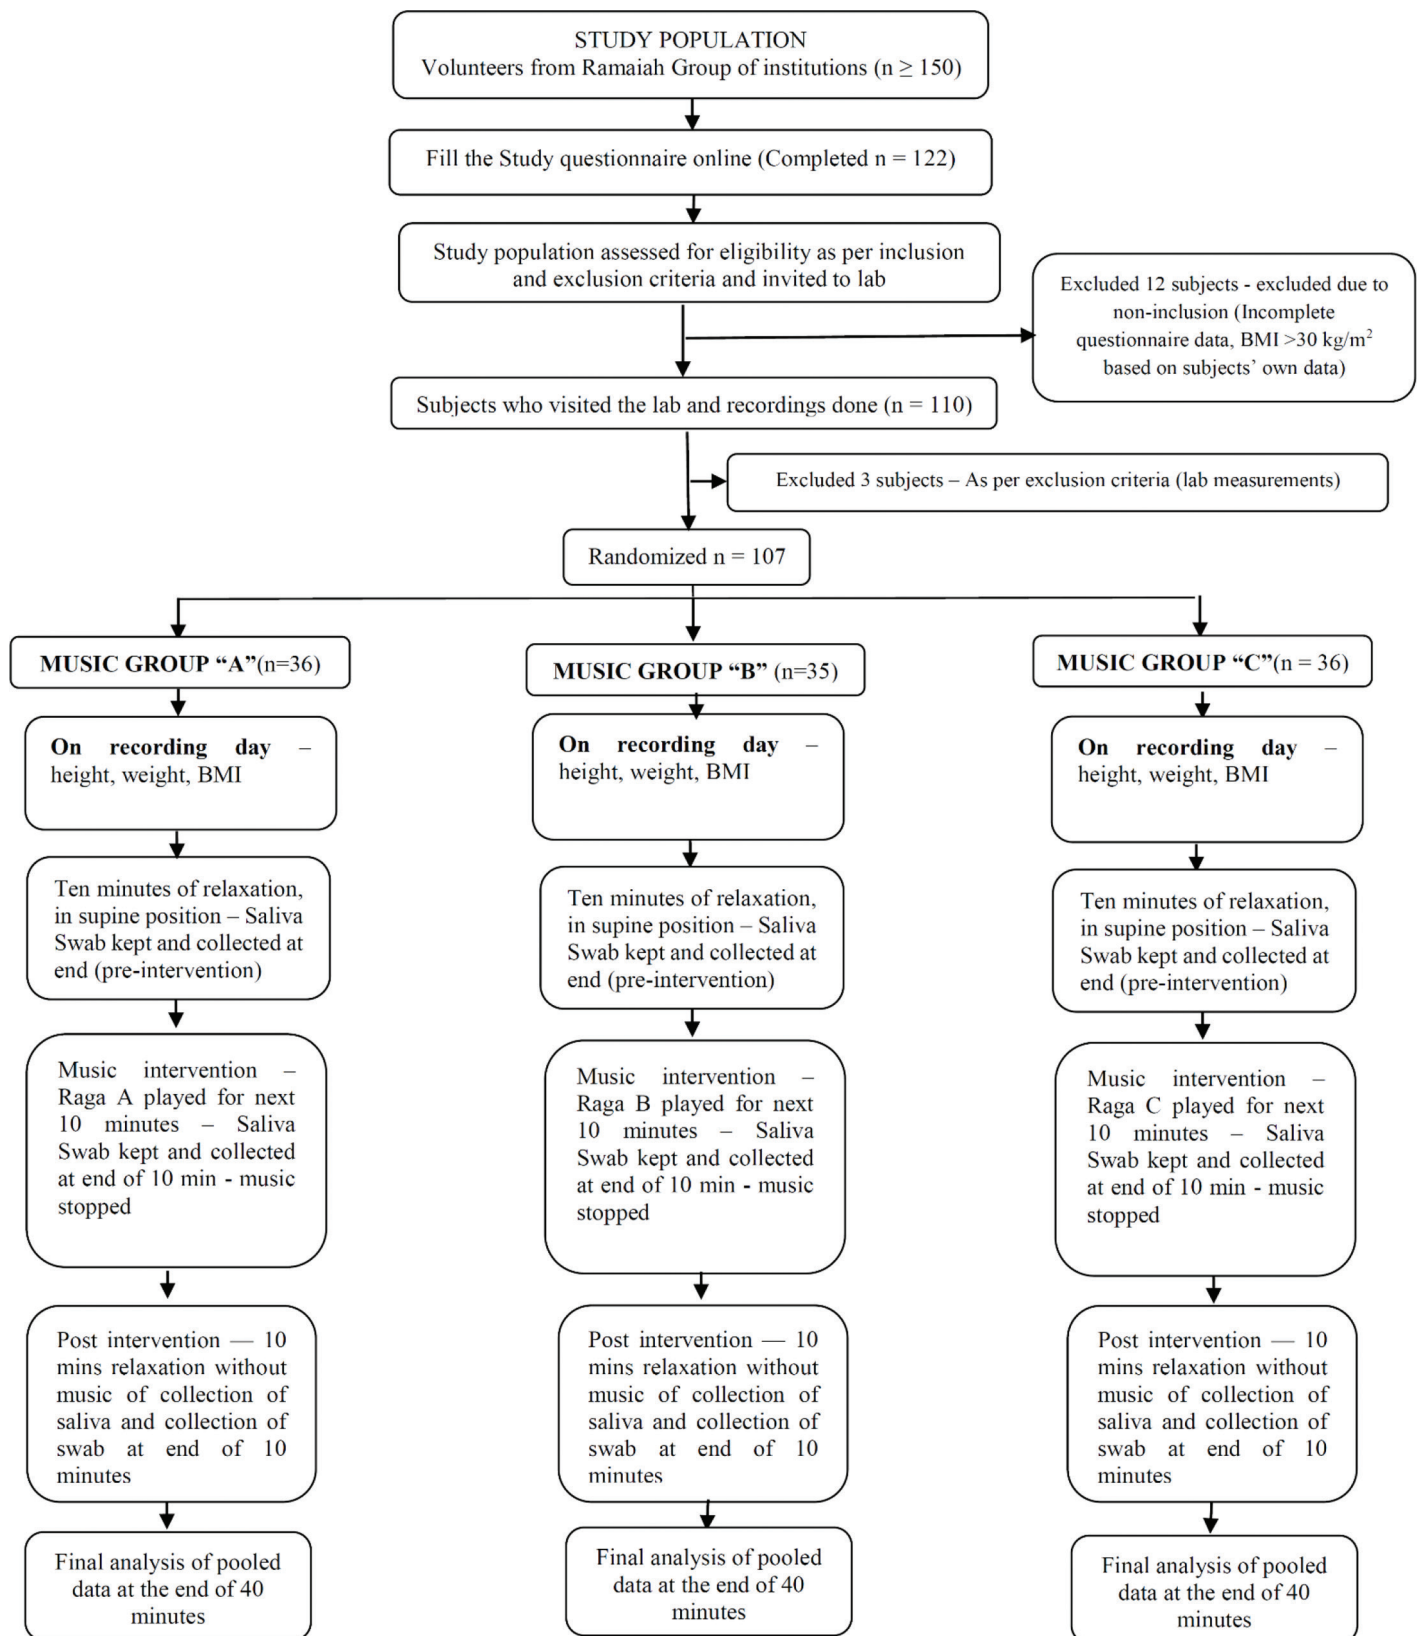 STUDY POPULATION
Volunteers from Ramaiah Group of institutions (n ≥ 150)
Fill the Study questionnaire online (Completed n = 122)
Study population assessed for eligibility as per inclusion
and exclusion criteria and invited to lab
Excluded 12 subjects - excluded due to
non-inclusion (Incomplete
questionnaire data, BMI >30 kg/m²
based on subjects’ own data)
Subjects who visited the lab and recordings done (n = 110)
Excluded 3 subjects – As per exclusion criteria (lab measurements)
Randomized n = 107
MUSIC GROUP “A”(n=36)
On recording day –
height, weight, BMI
Ten minutes of relaxation,
in supine position – Saliva
Swab kept and collected at
end (pre-intervention)
Music intervention –
Raga A played for next
10 minutes – Saliva
Swab kept and collected
at end of 10 min - music
stopped
Post intervention — 10
mins relaxation without
music of collection of
saliva and collection of
swab at end of 10
minutes
Final analysis of pooled
data at the end of 40
minutes
MUSIC GROUP “B” (n=35)
On recording day –
height, weight, BMI
Ten minutes of relaxation,
in supine position – Saliva
Swab kept and collected at
end (pre-intervention)
Music intervention –
Raga B played for next
10 minutes – Saliva
Swab kept and collected
at end of 10 min - music
stopped
Post intervention — 10
mins relaxation without
music of collection of
saliva and collection of
swab at end of 10
minutes
Final analysis of pooled
data at the end of 40
minutes
MUSIC GROUP “C”(n = 36)
On recording day –
height, weight, BMI
Ten minutes of relaxation,
in supine position – Saliva
Swab kept and collected at
end (pre-intervention)
Music intervention –
Raga C played for next
10 minutes – Saliva
Swab kept and collected
at end of 10 min - music
stopped
Post intervention — 10
mins relaxation without
music of collection of
saliva and collection of
swab at end of 10
minutes
Final analysis of pooled
data at the end of 40
minutes